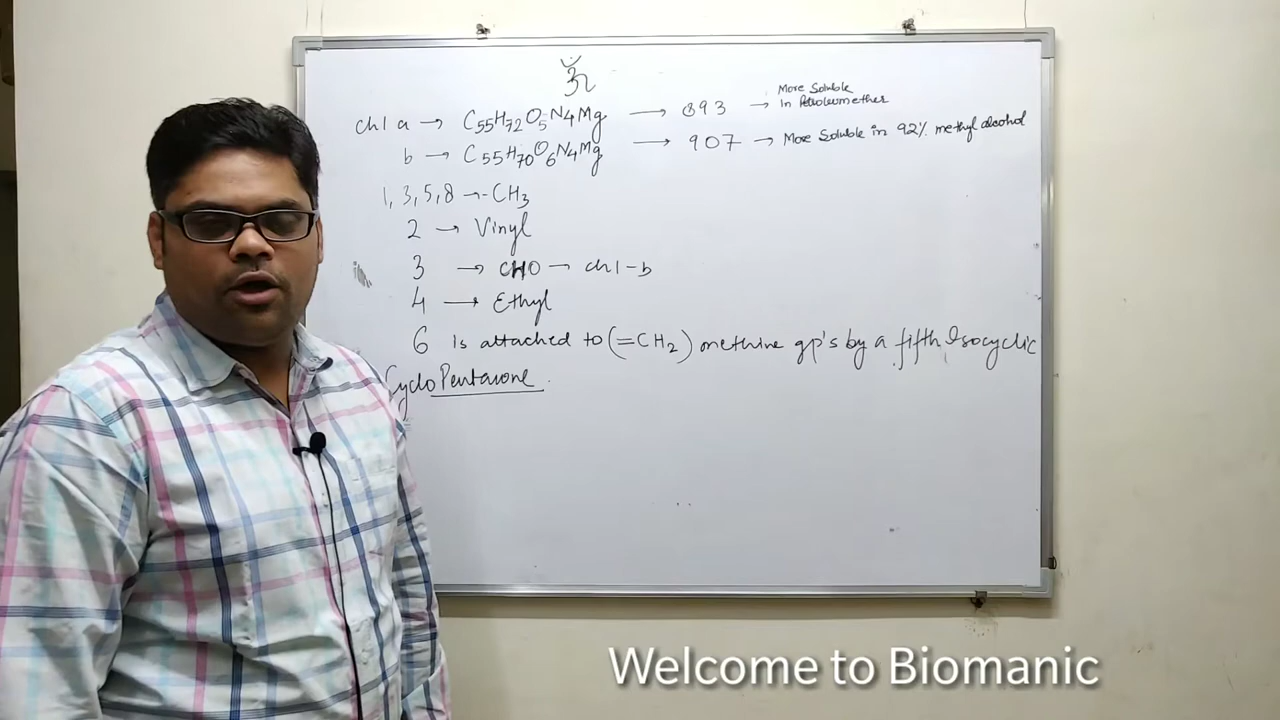 ॐ
chl a → C55H72O5N4Mg → 893 → More Soluble
In Petroleumether
b → C55H70O6N4Mg → 907 → More Soluble in 92% methyl alcohol
1,3,5,8 → -CH3
2 → Vinyl
3 → CHO → chl-b
4 → Ethyl
6 is attached to (=CH2) methine gp's by a fifth Isocyclic
Cyclo Pentanone.
Welcome to Biomanic